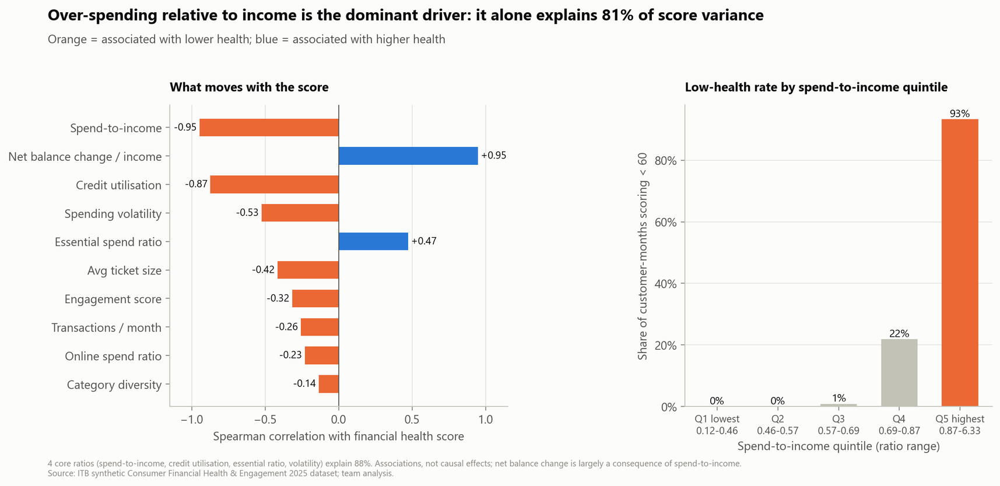 Over-spending relative to income is the dominant driver: it alone explains 81% of score variance
Orange = associated with lower health; blue = associated with higher health
What moves with the score
Spend-to-income
-0.95
Net balance change / income
+0.95
Credit utilisation
-0.87
Spending volatility
-0.53
Essential spend ratio
+0.47
Avg ticket size
-0.42
Engagement score
-0.32
Transactions / month
-0.26
Online spend ratio
-0.23
Category diversity
-0.14
−1.0 −0.5 0.0 0.5 1.0
Spearman correlation with financial health score
Low-health rate by spend-to-income quintile
Share of customer-months scoring < 60
80%
60%
40%
20%
0%
0% 0% 1% 22% 93%
Q1 lowest Q2 Q3 Q4 Q5 highest
0.12-0.46 0.46-0.57 0.57-0.69 0.69-0.87 0.87-6.33
Spend-to-income quintile (ratio range)
4 core ratios (spend-to-income, credit utilisation, essential ratio, volatility) explain 88%. Associations, not causal effects; net balance change is largely a consequence of spend-to-income.
Source: ITB synthetic Consumer Financial Health & Engagement 2025 dataset; team analysis.